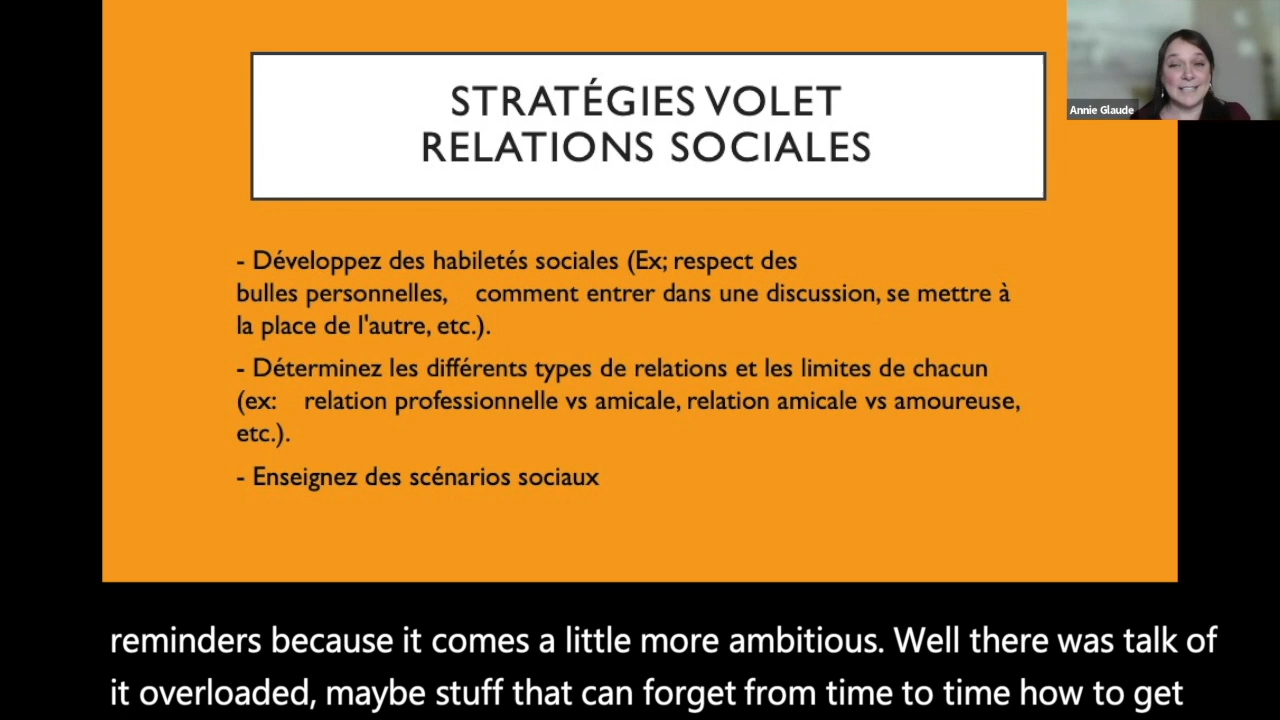 STRATÉGIES VOLET
RELATIONS SOCIALES
Annie Glaude
- Développez des habiletés sociales (Ex; respect des
bulles personnelles, comment entrer dans une discussion, se mettre à
la place de l'autre, etc.).
- Déterminez les différents types de relations et les limites de chacun
(ex: relation professionnelle vs amicale, relation amicale vs amoureuse,
etc.).
- Enseignez des scénarios sociaux
reminders because it comes a little more ambitious. Well there was talk of
it overloaded, maybe stuff that can forget from time to time how to get